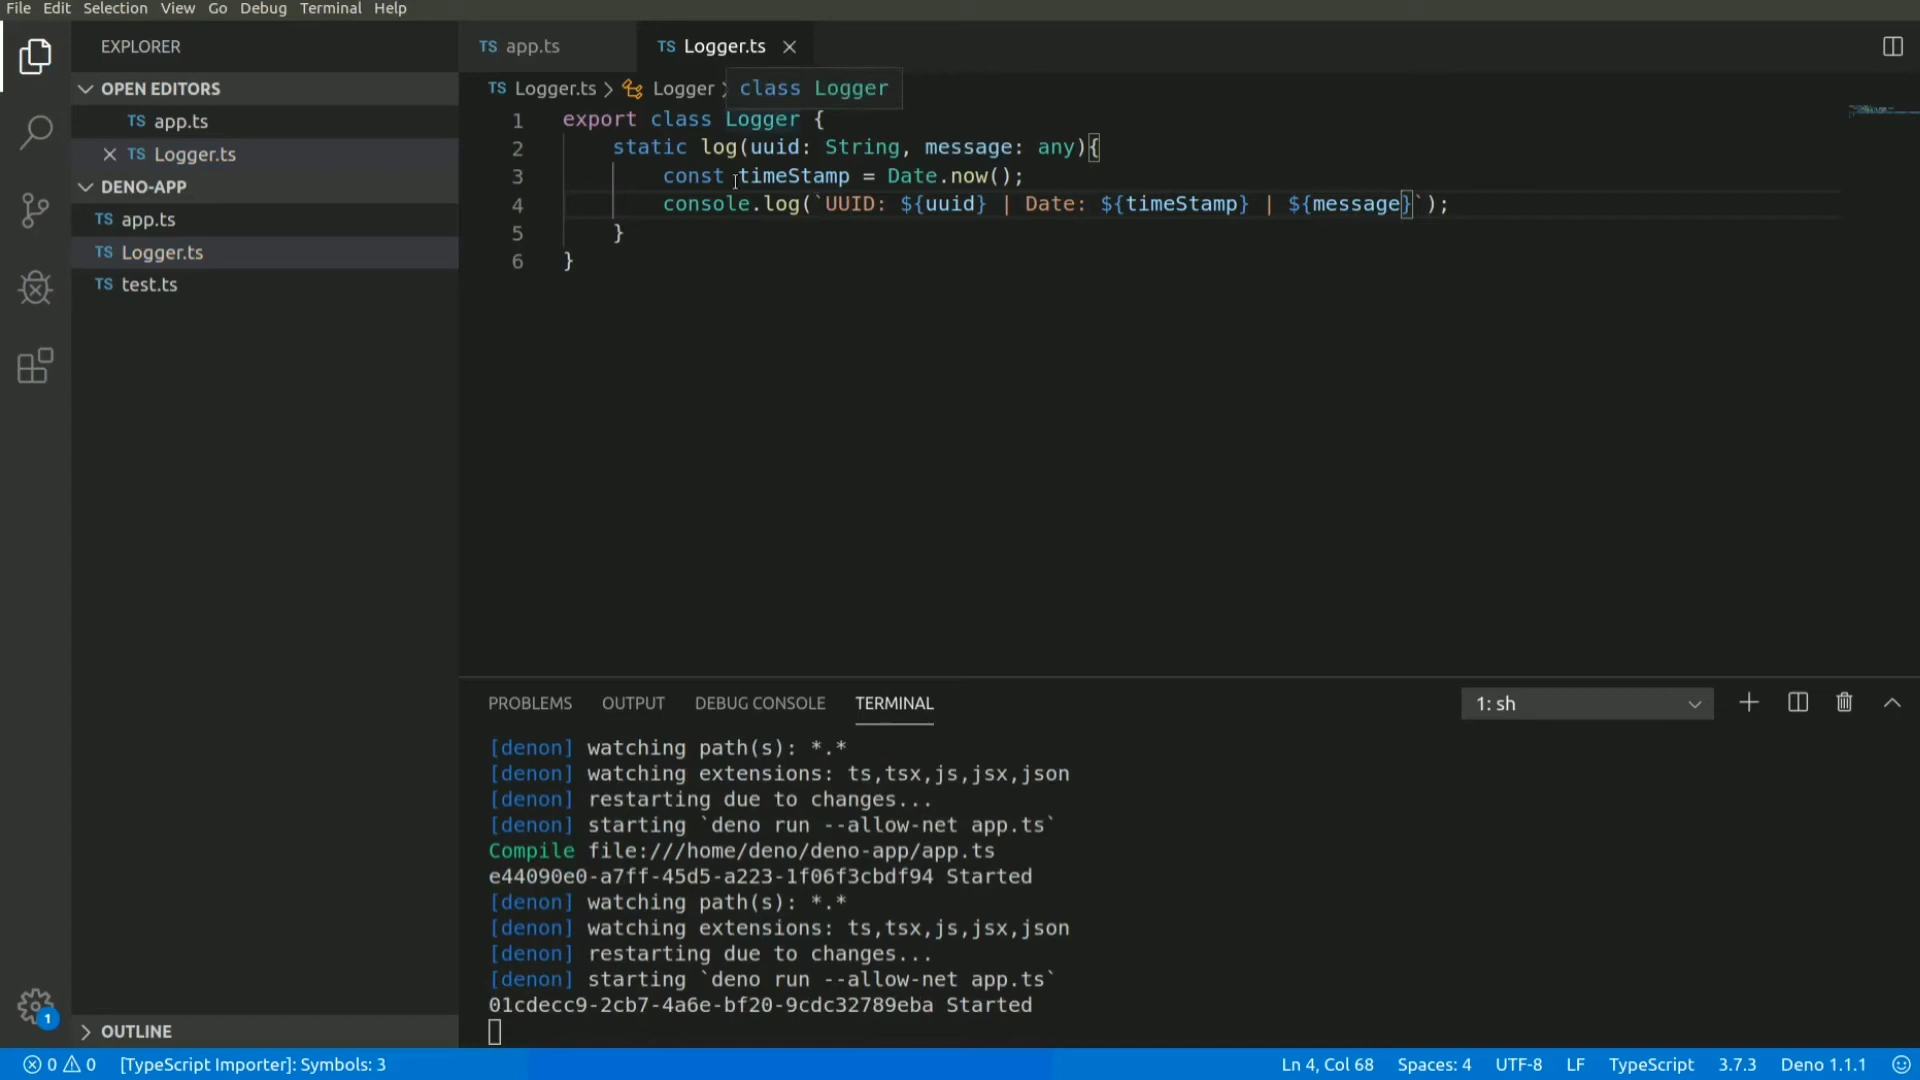 File Edit Selection View Go Debug Terminal Help
EXPLORER
OPEN EDITORS
TS app.ts
TS Logger.ts
DENO-APP
TS app.ts
TS Logger.ts
TS test.ts
OUTLINE
1
TS app.ts
TS Logger.ts
TS Logger.ts > Logger
class Logger
1 export class Logger {
2 static log(uuid: String, message: any){
3 const timeStamp = Date.now();
4 console.log(`UUID: ${uuid} | Date: ${timeStamp} | ${message}`);
5 }
6 }
PROBLEMS OUTPUT DEBUG CONSOLE TERMINAL 1: sh
[denon] watching path(s): *.*
[denon] watching extensions: ts,tsx,js,jsx,json
[denon] restarting due to changes...
[denon] starting `deno run --allow-net app.ts`
Compile file:///home/deno/deno-app/app.ts
e44090e0-a7ff-45d5-a223-1f06f3cbdf94 Started
[denon] watching path(s): *.*
[denon] watching extensions: ts,tsx,js,jsx,json
[denon] restarting due to changes...
[denon] starting `deno run --allow-net app.ts`
01cdecc9-2cb7-4a6e-bf20-9cdc32789eba Started
0 0 [TypeScript Importer]: Symbols: 3 Ln 4, Col 68 Spaces: 4 UTF-8 LF TypeScript 3.7.3 Deno 1.1.1